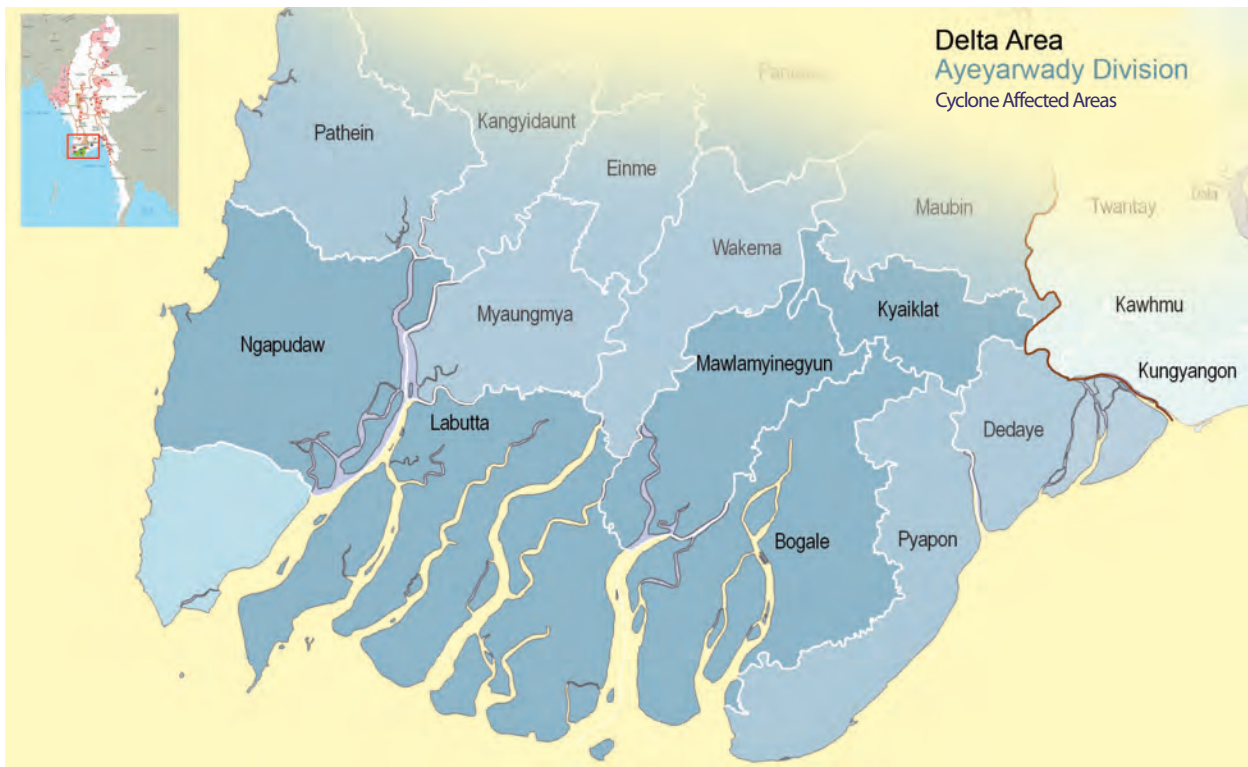 Delta Area
Ayeyarwady Division
Cyclone Affected Areas
Pathein
Kangyidaunt
Einme
Maubin
Twantay
Dala
Wakema
Kawhmu
Myaungmya
Kyaiklat
Ngapudaw
Mawlamyinegyun
Kungyangon
Labutta
Dedaye
Bogale
Pyapon